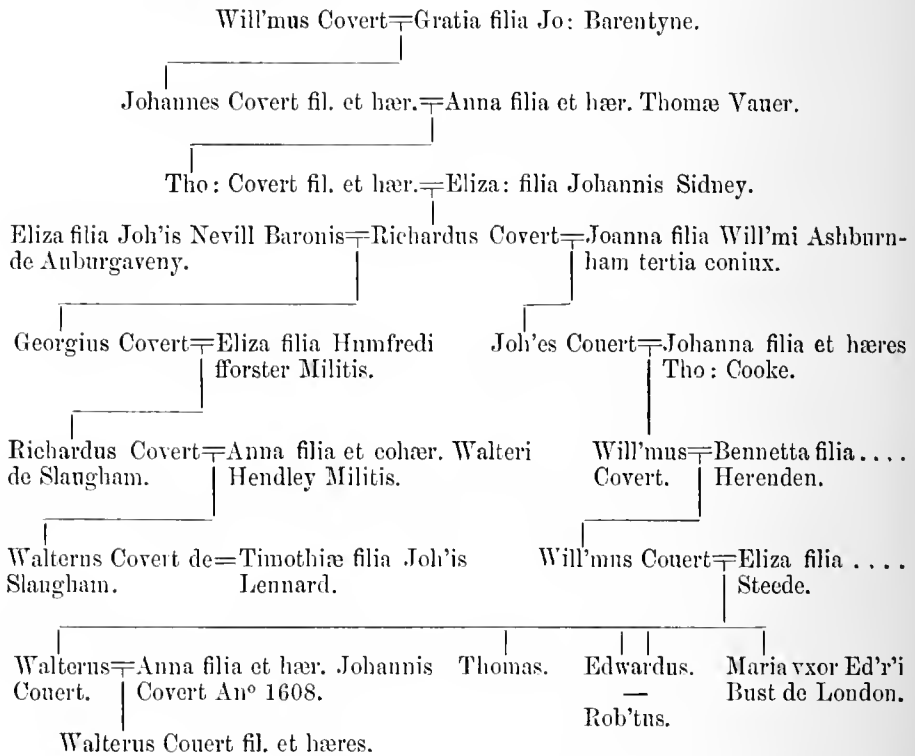 Will'mus Covert=Gratia filia Jo: Barentyne.
Johannes Covert fil. et hær.=Anna filia et hær. Thomæ Vauer.
Tho: Covert fil. et hær.=Eliza: filia Johannis Sidney.
Eliza filia Joh'is Nevill Baronis=Richardus Covert=Joanna filia Will'mi Ashburn-
de Auburgaveny.
ham tertia coniux.
Georgius Covert=Eliza filia Humfredi
fforster Militis.
Joh'es Couert=Johanna filia et hæres
Tho: Cooke.
Richardus Covert=Anna filia et cohær. Walteri
de Slaugham.
Hendley Militis.
Will'mus=Bennetta filia....
Covert.
Herenden.
Walterus Covert de=Timothiæ filia Joh'is
Slaugham.
Lennard.
Will'mus Couert=Eliza filia ....
Steede.
Walterus=Anna filia et hær. Johannis
Couert.
Covert Anº 1608.
Thomas.
Edwardus.
—
Rob'tus.
Maria vxor Ed'r'i
Bust de London.
Walterus Couert fil. et hæres.